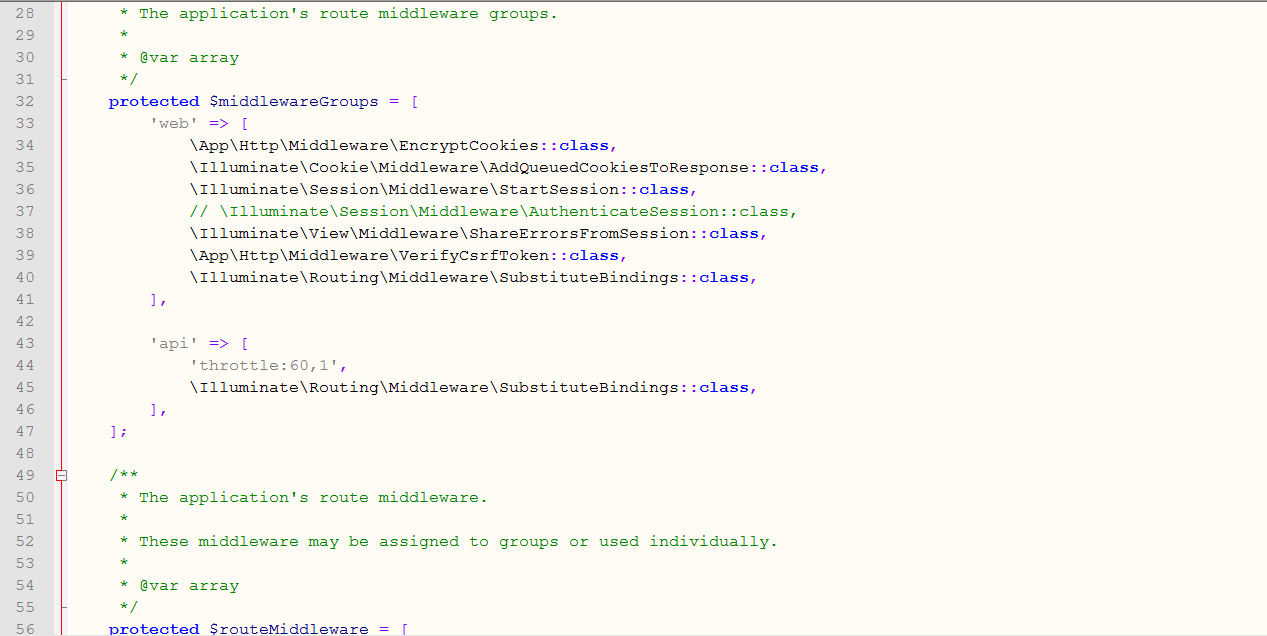 28 * The application's route middleware groups.
29 *
30 * @var array
31 */
32 protected $middlewareGroups = [
33 'web' => [
34 \App\Http\Middleware\EncryptCookies::class,
35 \Illuminate\Cookie\Middleware\AddQueuedCookiesToResponse::class,
36 \Illuminate\Session\Middleware\StartSession::class,
37 // \Illuminate\Session\Middleware\AuthenticateSession::class,
38 \Illuminate\View\Middleware\ShareErrorsFromSession::class,
39 \App\Http\Middleware\VerifyCsrfToken::class,
40 \Illuminate\Routing\Middleware\SubstituteBindings::class,
41 ],
42
43 'api' => [
44 'throttle:60,1',
45 \Illuminate\Routing\Middleware\SubstituteBindings::class,
46 ],
47 ];
48
49 /**
50 * The application's route middleware.
51 *
52 * These middleware may be assigned to groups or used individually.
53 *
54 * @var array
55 */
56 protected $routeMiddleware = [